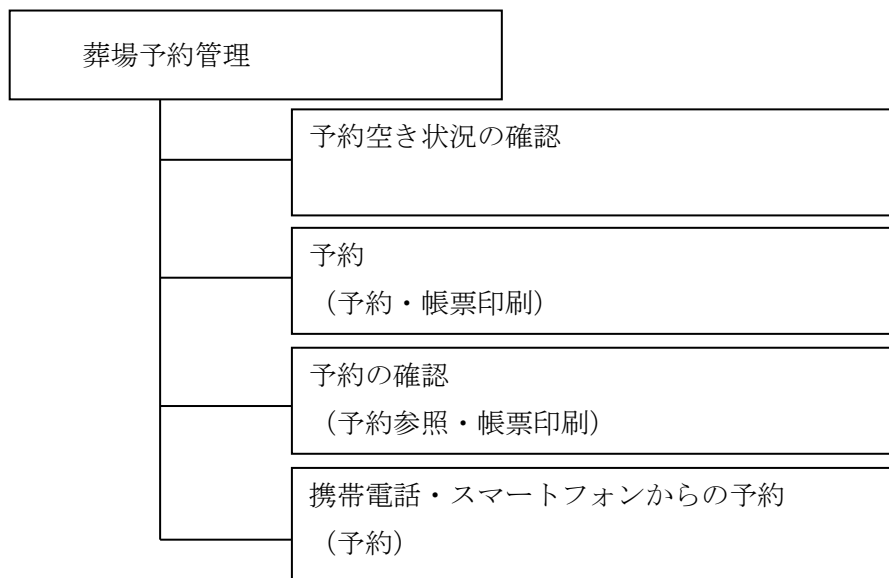 葬場予約管理
予約空き状況の確認
予約
（予約・帳票印刷）
予約の確認
（予約参照・帳票印刷）
携帯電話・スマートフォンからの予約
（予約）